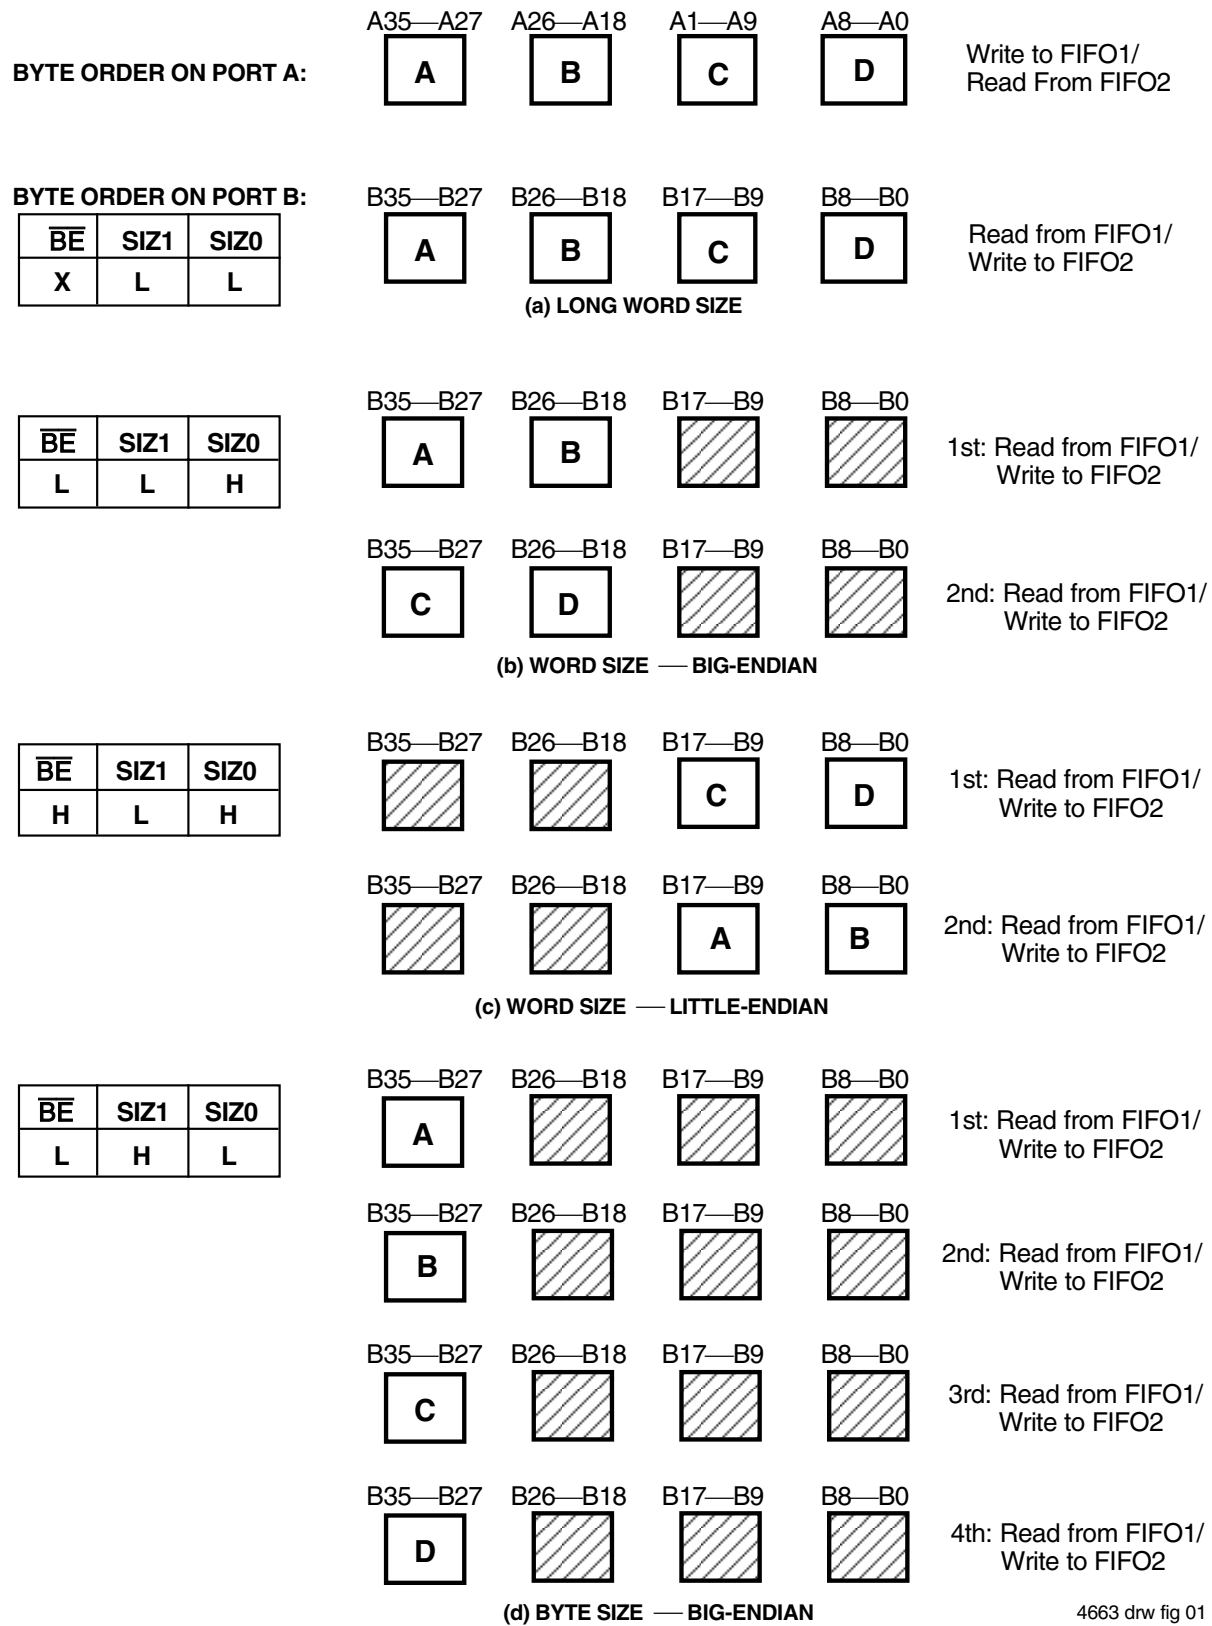 A35—A27 A26—A18 A1—A9 A8—A0
BYTE ORDER ON PORT A: A B C D Write to FIFO1/
Read From FIFO2
BYTE ORDER ON PORT B: B35—B27 B26—B18 B17—B9 B8—B0
BE SIZ1 SIZ0 A B C D Read from FIFO1/
X L L Write to FIFO2
(a) LONG WORD SIZE
B35—B27 B26—B18 B17—B9 B8—B0
BE SIZ1 SIZ0 A B 1st: Read from FIFO1/
L L H Write to FIFO2
B35—B27 B26—B18 B17—B9 B8—B0
C D 2nd: Read from FIFO1/
Write to FIFO2
(b) WORD SIZE — BIG-ENDIAN
B35—B27 B26—B18 B17—B9 B8—B0
BE SIZ1 SIZ0 C D 1st: Read from FIFO1/
H L H Write to FIFO2
B35—B27 B26—B18 B17—B9 B8—B0
A B 2nd: Read from FIFO1/
Write to FIFO2
(c) WORD SIZE — LITTLE-ENDIAN
B35—B27 B26—B18 B17—B9 B8—B0
BE SIZ1 SIZ0 A 1st: Read from FIFO1/
L H L Write to FIFO2
B35—B27 B26—B18 B17—B9 B8—B0
B 2nd: Read from FIFO1/
Write to FIFO2
B35—B27 B26—B18 B17—B9 B8—B0
C 3rd: Read from FIFO1/
Write to FIFO2
B35—B27 B26—B18 B17—B9 B8—B0
D 4th: Read from FIFO1/
Write to FIFO2
(d) BYTE SIZE — BIG-ENDIAN
4663 drw fig 01